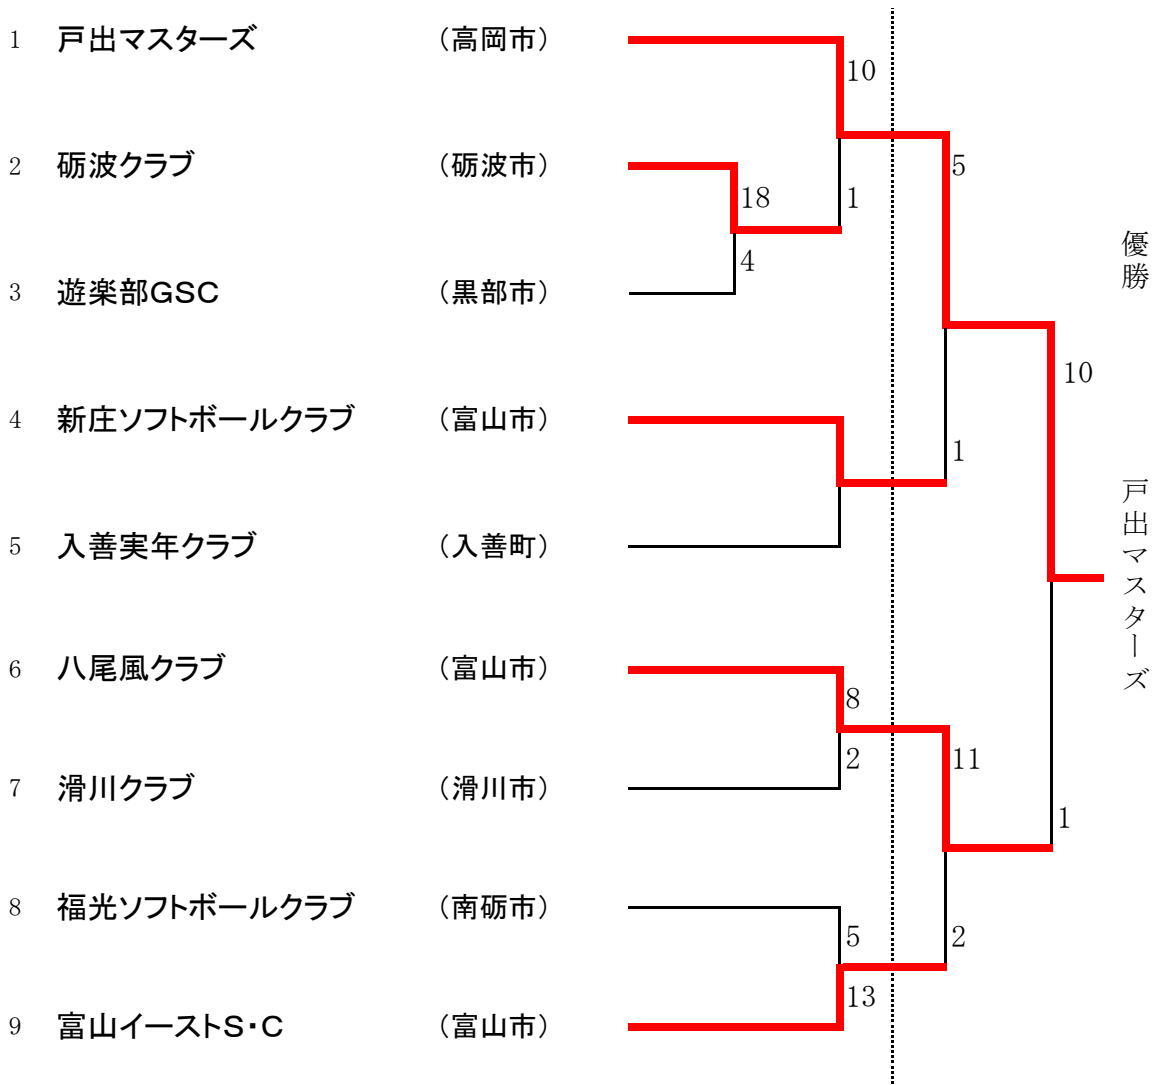 1 戸出マスターズ （高岡市）
10
2 砺波クラブ （砺波市）
5
18
1
4
3 遊楽部GSC （黒部市）
優勝
10
4 新庄ソフトボールクラブ （富山市）
1
5 入善実年クラブ （入善町）
戸出マスターズ
6 八尾風クラブ （富山市）
8
2
11
7 滑川クラブ （滑川市）
1
8 福光ソフトボールクラブ （南砺市）
5
2
13
9 富山イーストS・C （富山市）